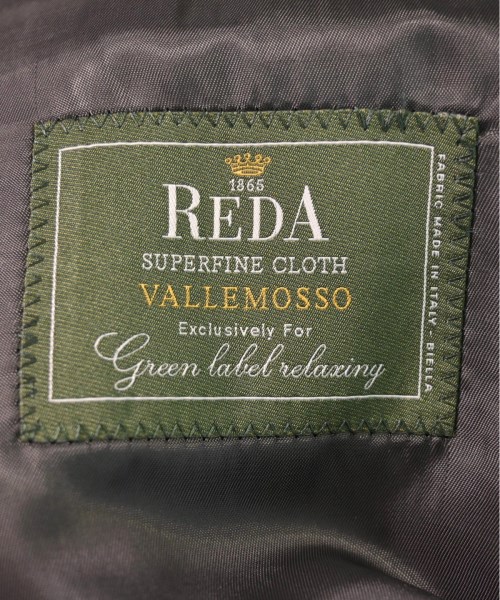 1865
REDA
SUPERFINE CLOTH
VALLEMOSSO
Exclusively For
Green label relaxing
FABRIC MADE IN ITALY - BIELLA